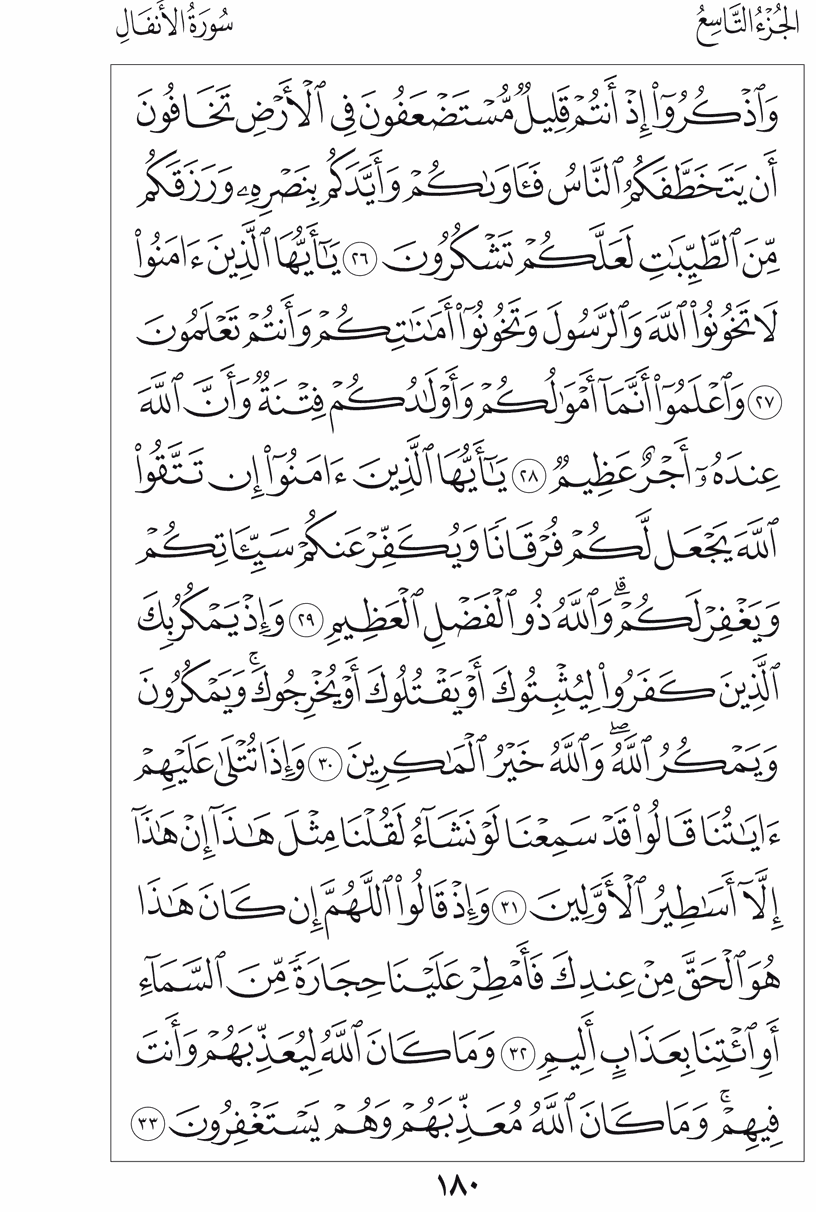 الجُزْءُ التَّاسِعُ
سُورَةُ الأَنفَالِ
وَٱذْكُرُوٓاْ إِذْ أَنتُمْ قَلِيلٌ مُّسْتَضْعَفُونَ فِى ٱلْأَرْضِ تَخَافُونَ
أَن يَتَخَطَّفَكُمُ ٱلنَّاسُ فَـَٔاوَىٰكُمْ وَأَيَّدَكُم بِنَصْرِهِۦ وَرَزَقَكُم
مِّنَ ٱلطَّيِّبَٰتِ لَعَلَّكُمْ تَشْكُرُونَ ٢٦ يَٰٓأَيُّهَا ٱلَّذِينَ ءَامَنُواْ
لَا تَخُونُواْ ٱللَّهَ وَٱلرَّسُولَ وَتَخُونُوٓاْ أَمَٰنَٰتِكُمْ وَأَنتُمْ تَعْلَمُونَ
٢٧ وَٱعْلَمُوٓاْ أَنَّمَآ أَمْوَٰلُكُمْ وَأَوْلَٰدُكُمْ فِتْنَةٌ وَأَنَّ ٱللَّهَ
عِندَهُۥٓ أَجْرٌ عَظِيمٌ ٢٨ يَٰٓأَيُّهَا ٱلَّذِينَ ءَامَنُوٓاْ إِن تَتَّقُواْ
ٱللَّهَ يَجْعَل لَّكُمْ فُرْقَانًا وَيُكَفِّرْ عَنكُمْ سَيِّـَٔاتِكُمْ
وَيَغْفِرْ لَكُمْۗ وَٱللَّهُ ذُو ٱلْفَضْلِ ٱلْعَظِيمِ ٢٩ وَإِذْ يَمْكُرُ بِكَ
ٱلَّذِينَ كَفَرُواْ لِيُثْبِتُوكَ أَوْ يَقْتُلُوكَ أَوْ يُخْرِجُوكَۚ وَيَمْكُرُونَ
وَيَمْكُرُ ٱللَّهُۖ وَٱللَّهُ خَيْرُ ٱلْمَٰكِرِينَ ٣٠ وَإِذَا تُتْلَىٰ عَلَيْهِمْ
ءَايَٰتُنَا قَالُواْ قَدْ سَمِعْنَا لَوْ نَشَآءُ لَقُلْنَا مِثْلَ هَٰذَآ إِنْ هَٰذَآ
إِلَّآ أَسَٰطِيرُ ٱلْأَوَّلِينَ ٣١ وَإِذْ قَالُواْ ٱللَّهُمَّ إِن كَانَ هَٰذَا
هُوَ ٱلْحَقَّ مِنْ عِندِكَ فَأَمْطِرْ عَلَيْنَا حِجَارَةً مِّنَ ٱلسَّمَآءِ
أَوِ ٱئْتِنَا بِعَذَابٍ أَلِيمٍ ٣٢ وَمَا كَانَ ٱللَّهُ لِيُعَذِّبَهُمْ وَأَنتَ
فِيهِمْۚ وَمَا كَانَ ٱللَّهُ مُعَذِّبَهُمْ وَهُمْ يَسْتَغْفِرُونَ ٣٣
١٨٠